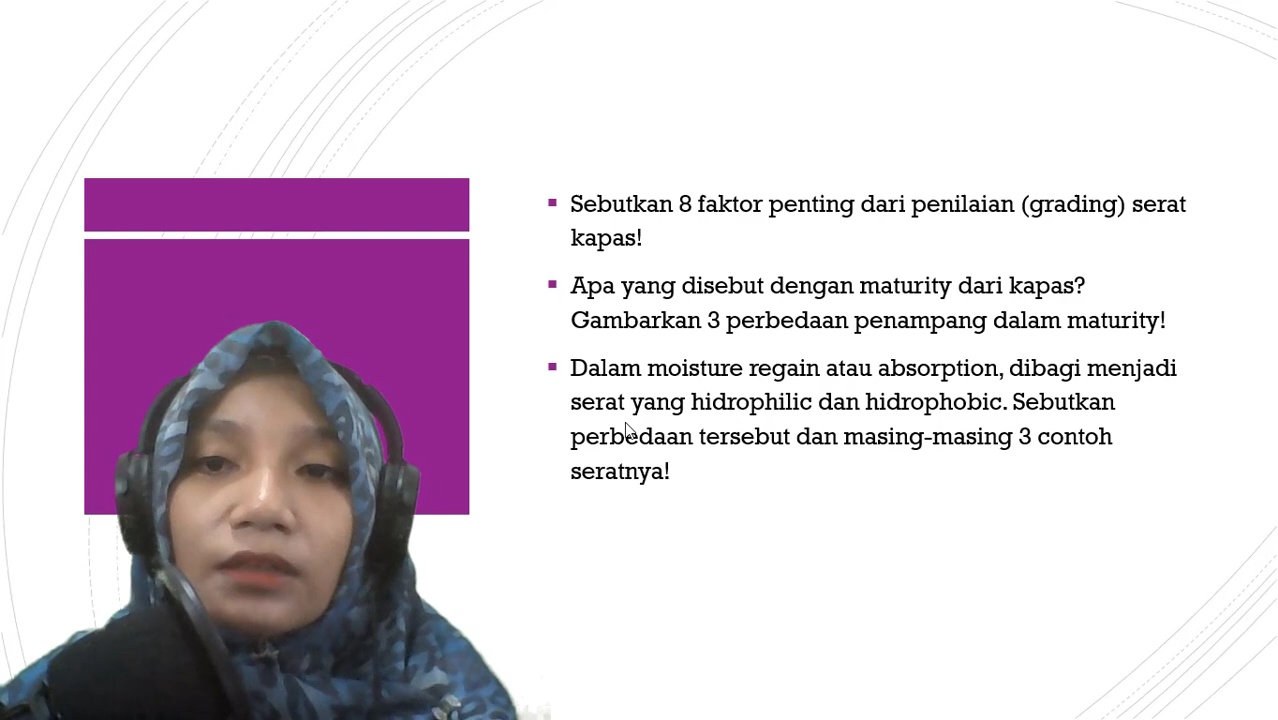 Sebutkan 8 faktor penting dari penilaian (grading) serat
kapas!
Apa yang disebut dengan maturity dari kapas?
Gambarkan 3 perbedaan penampang dalam maturity!
Dalam moisture regain atau absorption, dibagi menjadi
serat yang hidrophilic dan hidrophobic. Sebutkan
perbedaan tersebut dan masing-masing 3 contoh
seratnya!